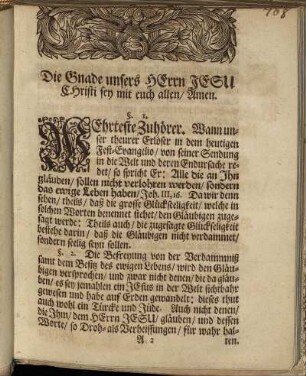 168
Die Gnade unsers HErrn JESU
CHristi sey mit euch allen/ Amen.
§. 1.
MEhrteste Zuhörer. Wann un-
ser theurer Erlöser in dem heutigen
Fest-Evangelio/ von seiner Sendung
in die Welt und deren Endursache re-
det/ so spricht Er: Alle die an Ihn
gläuben/ sollen nicht verlohren werden/ sondern
das ewige Leben haben/ Joh. III, 16. Da wir denn
sehen/ theils/ daß die grosse Glückseligkeit/ welche in
solchen Worten benennet stehet/ den Gläubigen zuge-
sagt werde: Theils auch/ die zugesagte Glückseligkeit
bestehe darin/ daß die Gläubigen nicht verdammet/
sondern selig seyn sollen.
§. 2. Die Befreyung von der Verdammniß
samt dem Besitz des ewigen Lebens/ wird den Gläu-
bigen versprochen/ und zwar nicht denen/ die da gläu-
ben/ es sey jemahlen ein JEsus in der Welt sichtbahr
gewesen und habe auf Erden gewandelt; dieses thut
auch wohl ein Türcke und Jüde. Auch nicht denen/
die Ihm, dem HErrn JESU/ gläuben/ und dessen
Worte/ so Droh- als Verheissungen/ für wahr hal-
A 2
ten.